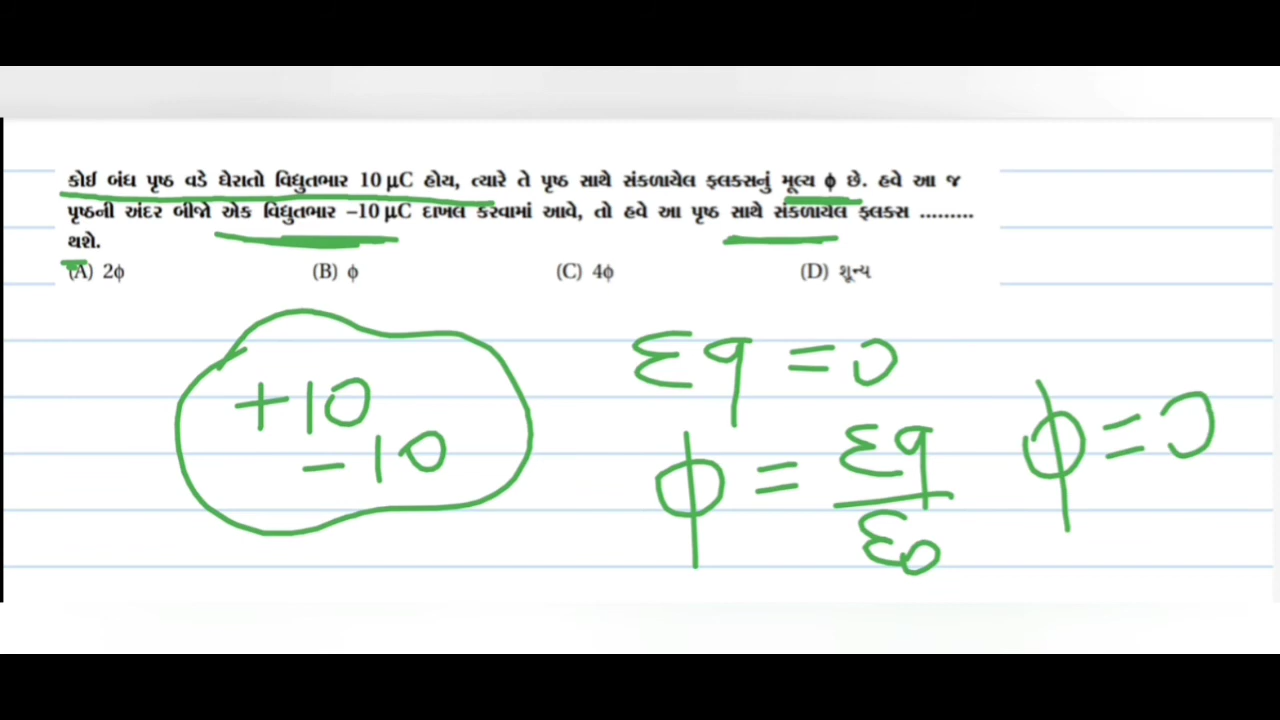 કોઈ બંધ પૃષ્ઠ વડે ઘેરાતો વિદ્યુતભાર 10 μC હોય, ત્યારે તે પૃષ્ઠ સાથે સંકળાયેલ ફ્લક્સનું મૂલ્ય ϕ છે. હવે આ જ
પૃષ્ઠની અંદર બીજો એક વિદ્યુતભાર –10 μC દાખલ કરવામાં આવે, તો હવે આ પૃષ્ઠ સાથે સંકળાયેલ ફ્લક્સ .........
થશે.
(A) 2ϕ (B) ϕ (C) 4ϕ (D) શૂન્ય
Σq = 0
+10
-10
ϕ = Σq/ε0
ϕ = 0